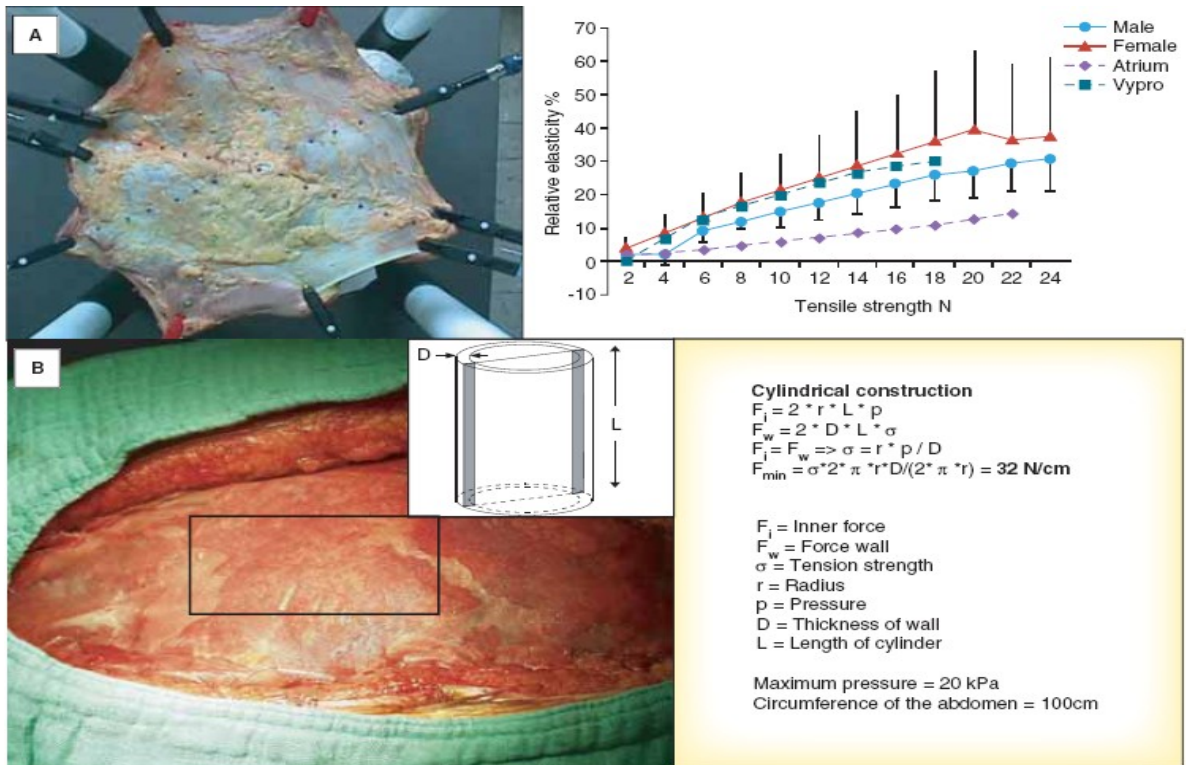 A
70
60
50
40
30
20
10
0
-10
Relative elasticity %
2 4 6 8 10 12 14 16 18 20 22 24
Tensile strength N
Male
Female
Atrium
Vypro
B
D
L
Cylindrical construction
Fi = 2 * r * L * p
Fw = 2 * D * L * σ
Fi = Fw => σ = r * p / D
Fmin = σ*2* π *r*D/(2* π *r) = 32 N/cm
Fi = Inner force
Fw = Force wall
σ = Tension strength
r = Radius
p = Pressure
D = Thickness of wall
L = Length of cylinder
Maximum pressure = 20 kPa
Circumference of the abdomen = 100cm